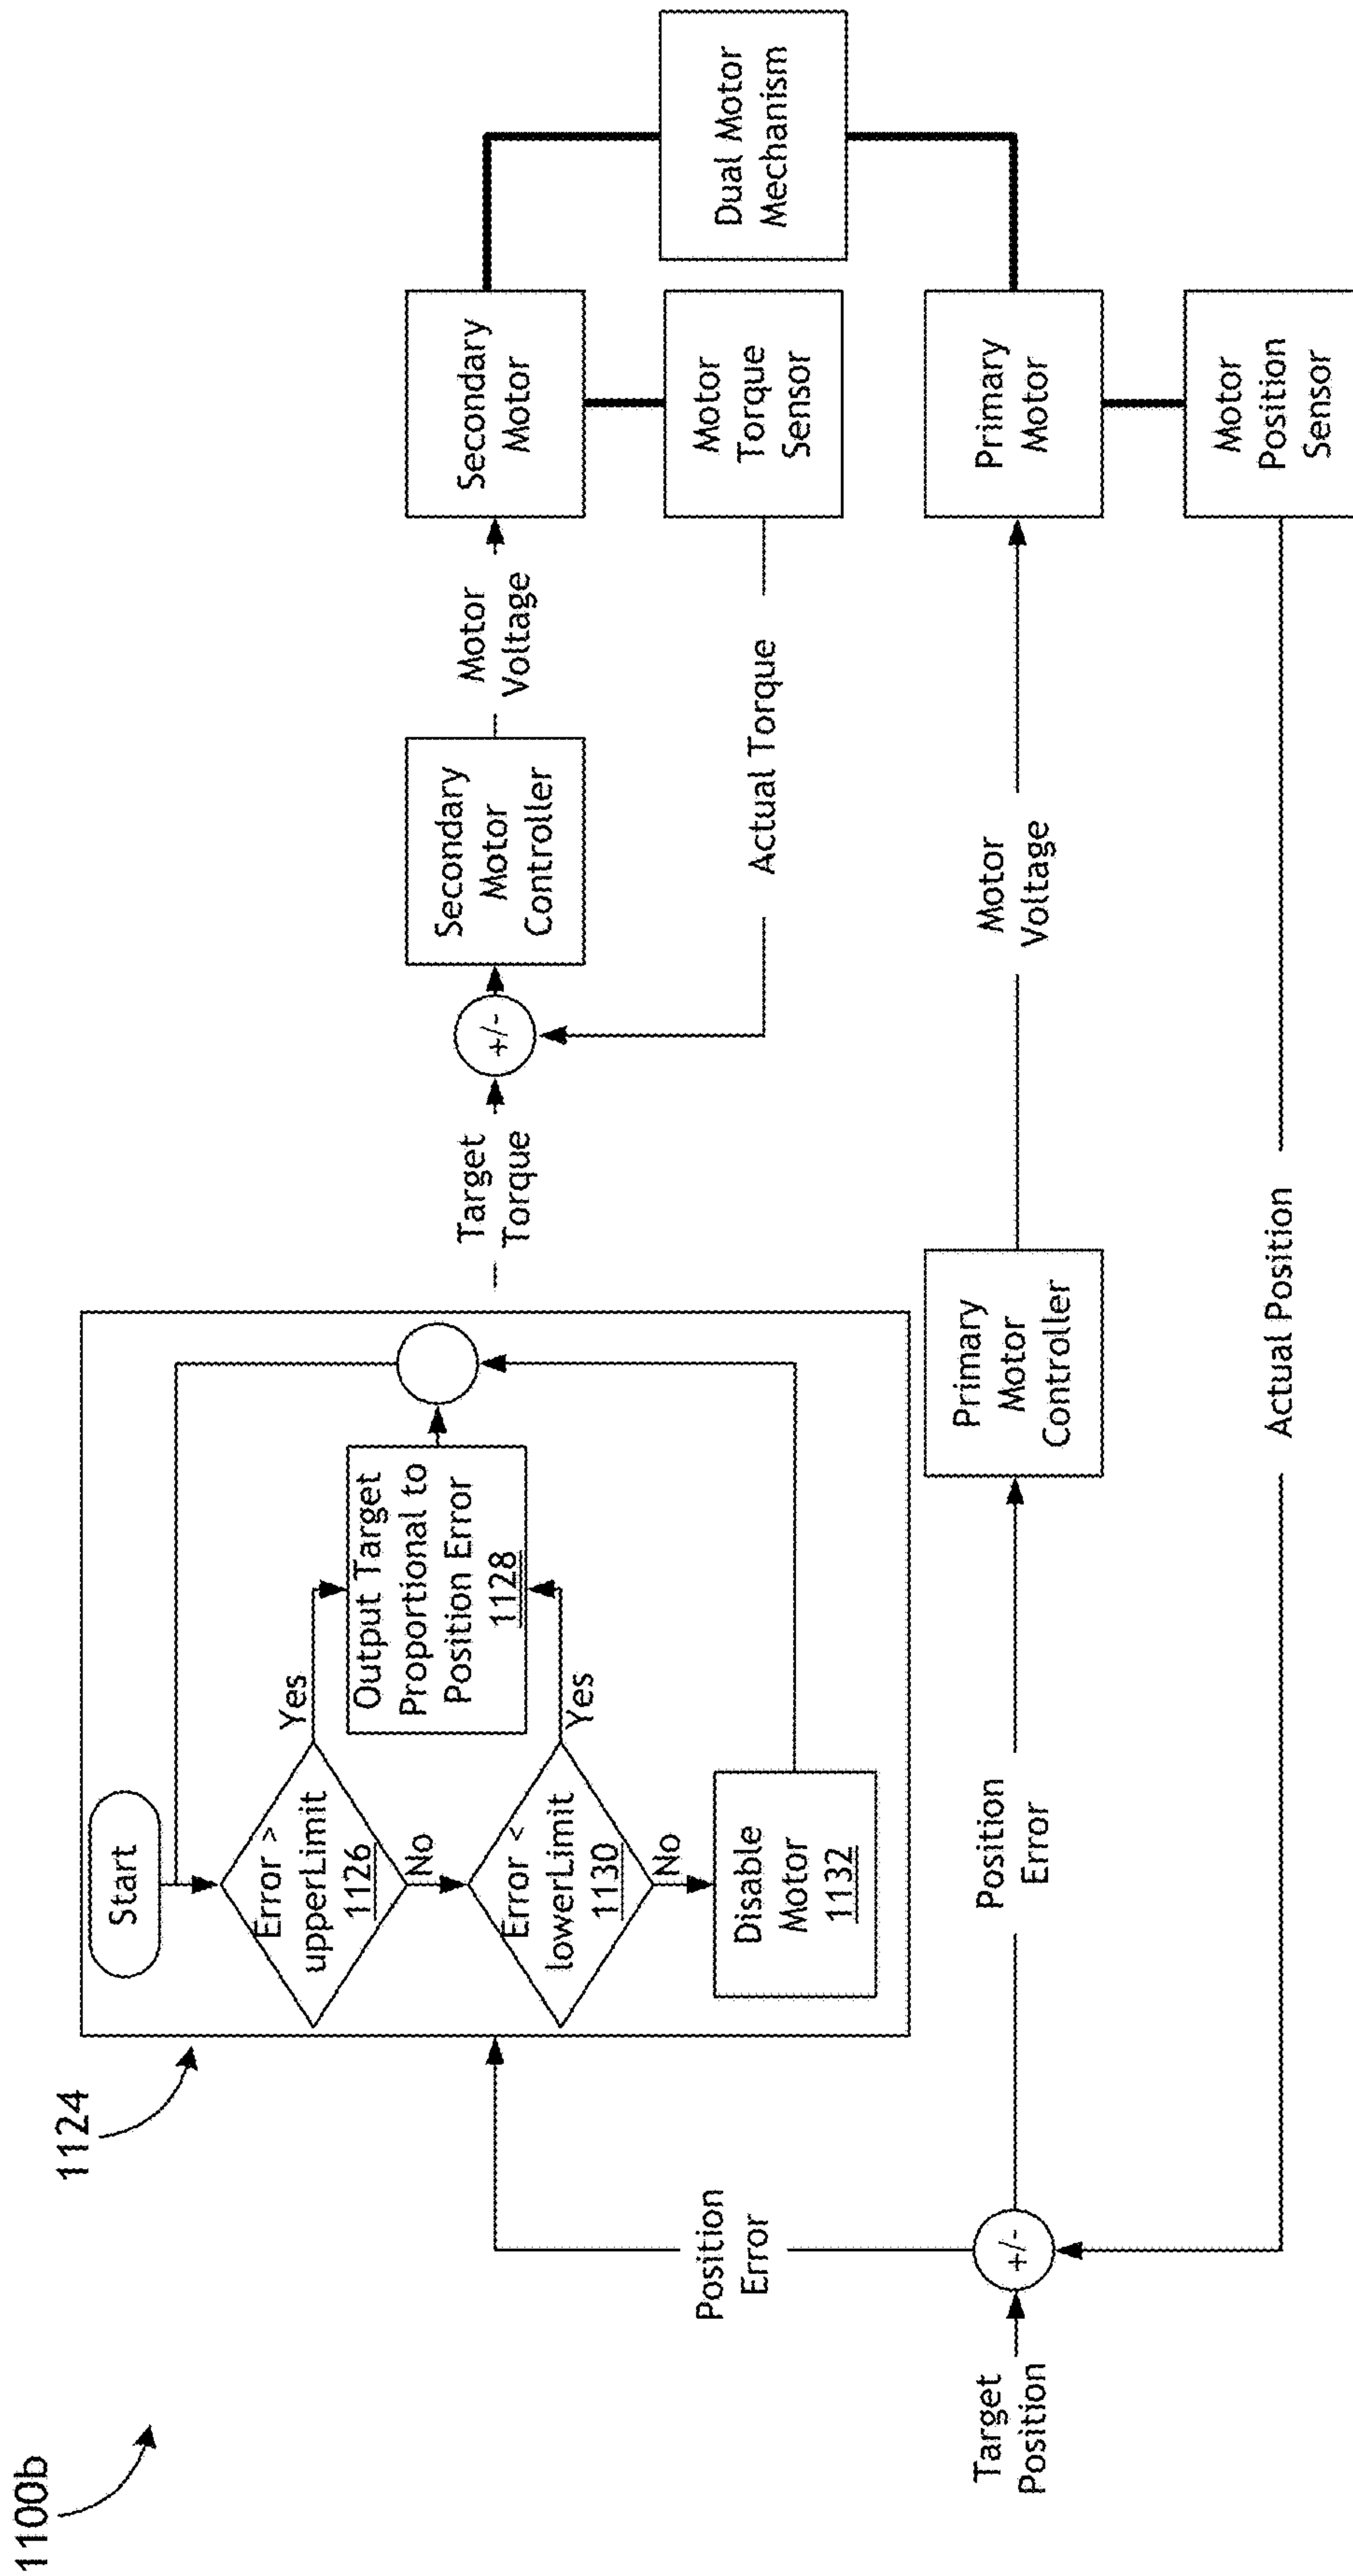 1100b
1124
Start
Error >
upperLimit
1126
Yes
No
Error <
lowerLimit
1130
Yes
No
Disable
Motor
1132
Output Target
Proportional to
Position Error
1128
Target
Torque
+/-
Secondary
Motor
Controller
Motor
Voltage
Secondary
Motor
Motor
Torque
Sensor
Actual Torque
Dual Motor
Mechanism
Position
Error
Target
Position
+/-
Position
Error
Primary
Motor
Controller
Motor
Voltage
Primary
Motor
Motor
Position
Sensor
Actual Position